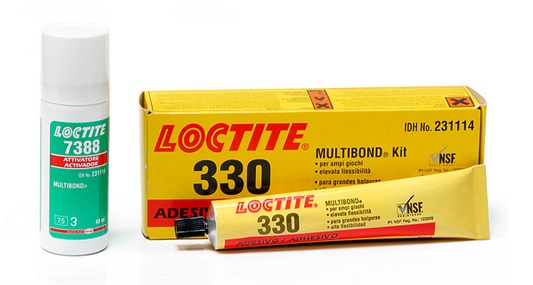 LOCTITE®
7388
ATTIVATORE
ACTIVADOR
MULTIBOND®
75
3
LOCTITE®
330
ADESIVO
IDH No. 231114
MULTIBOND® Kit
• per ampi giochi
• elevata flessibilità
• para grandes holguras
NSF
LOCTITE®
330
ADESIVO / ADHESIVO
MULTIBOND®
• per ampi giochi
• elevata flessibilità
• para grandes holguras
• alta flexibilidad
NSF